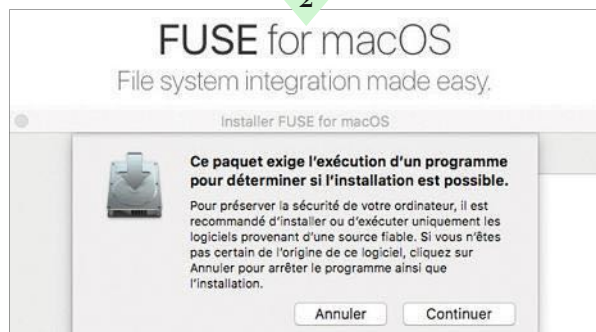 2
FUSE for macOS
File system integration made easy.
Installer FUSE for macOS
Ce paquet exige l'exécution d'un programme
pour déterminer si l'installation est possible.
Pour préserver la sécurité de votre ordinateur, il est
recommandé d'installer ou d'exécuter uniquement les
logiciels provenant d'une source fiable. Si vous n'êtes
pas certain de l'origine de ce logiciel, cliquez sur
Annuler pour arrêter le programme ainsi que
l'installation.
Annuler Continuer